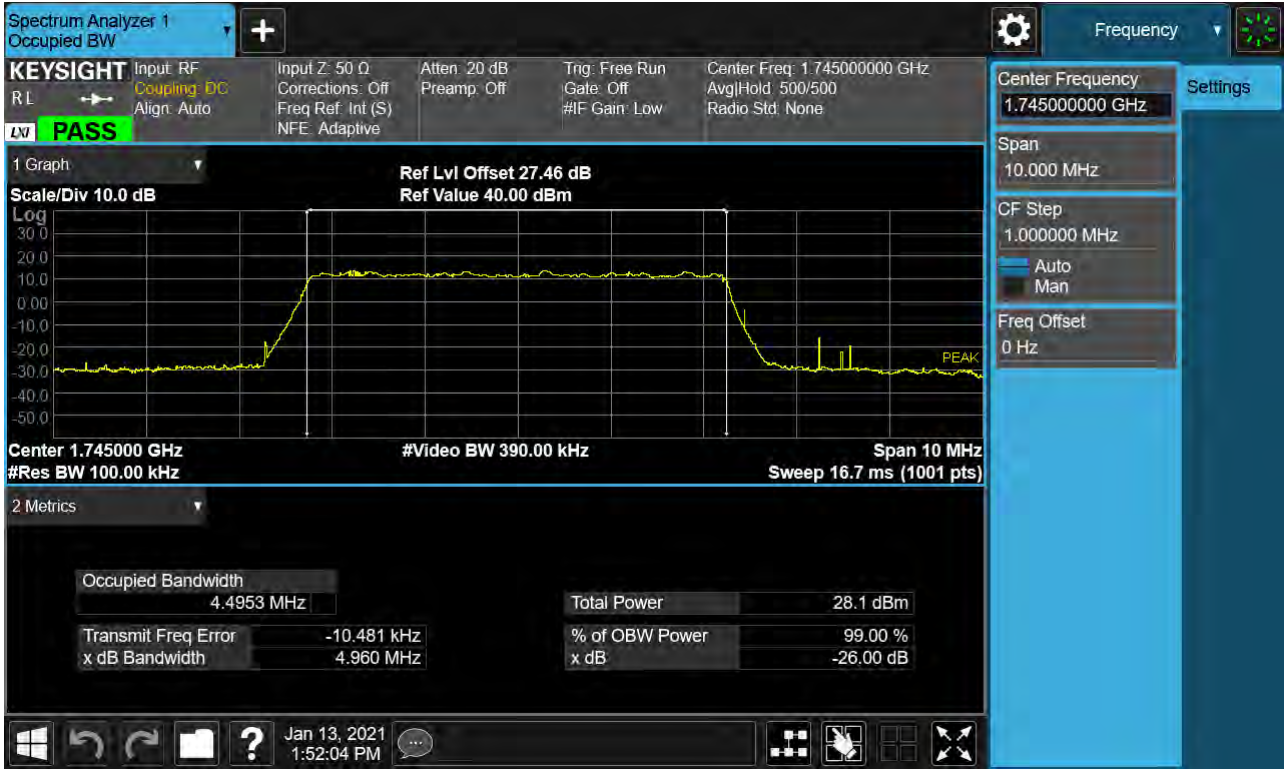 Spectrum Analyzer 1
Occupied BW
Frequency
KEYSIGHT
R L
LXI PASS
Input: RF
Coupling: DC
Align: Auto
Input Z: 50 Ω
Corrections: Off
Freq Ref: Int (S)
NFE: Adaptive
Atten: 20 dB
Preamp: Off
Trig: Free Run
Gate: Off
#IF Gain: Low
Center Freq: 1.745000000 GHz
Avg|Hold: 500/500
Radio Std: None
Center Frequency
1.745000000 GHz
Settings
Span
10.000 MHz
CF Step
1.000000 MHz
Auto
Man
Freq Offset
0 Hz
1 Graph
Scale/Div 10.0 dB
Ref Lvl Offset 27.46 dB
Ref Value 40.00 dBm
Log
30.0
20.0
10.0
0.00
-10.0
-20.0
-30.0
-40.0
-50.0
PEAK
Center 1.745000 GHz
#Video BW 390.00 kHz
Span 10 MHz
#Res BW 100.00 kHz
Sweep 16.7 ms (1001 pts)
2 Metrics
Occupied Bandwidth
4.4953 MHz
Total Power 28.1 dBm
Transmit Freq Error -10.481 kHz
% of OBW Power 99.00 %
x dB Bandwidth 4.960 MHz
x dB -26.00 dB
Jan 13, 2021
1:52:04 PM